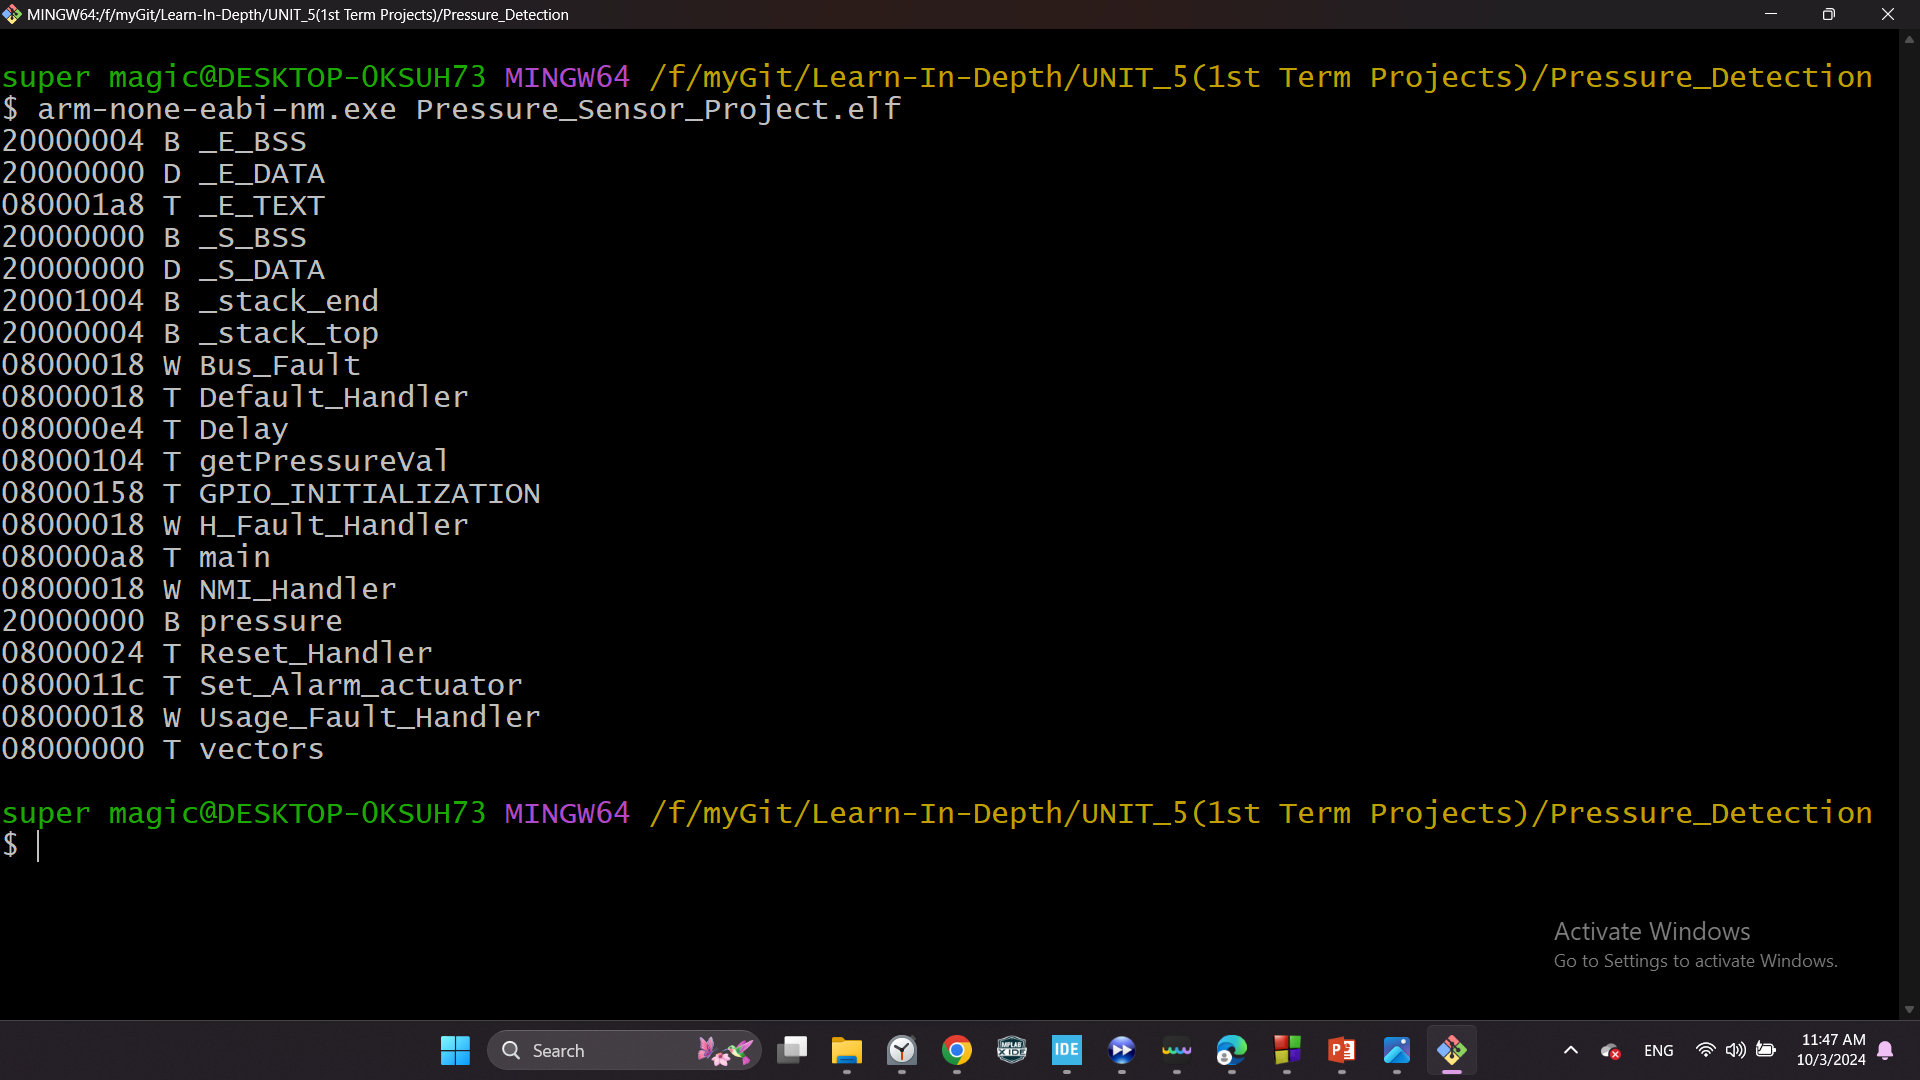 MINGW64:/f/myGit/Learn-In-Depth/UNIT_5(1st Term Projects)/Pressure_Detection
super magic@DESKTOP-OKSUH73 MINGW64 /f/myGit/Learn-In-Depth/UNIT_5(1st Term Projects)/Pressure_Detection
$ arm-none-eabi-nm.exe Pressure_Sensor_Project.elf
20000004 B _E_BSS
20000000 D _E_DATA
080001a8 T _E_TEXT
20000000 B _S_BSS
20000000 D _S_DATA
20001004 B _stack_end
20000004 B _stack_top
08000018 W Bus_Fault
08000018 T Default_Handler
080000e4 T Delay
08000104 T getPressureVal
08000158 T GPIO_INITIALIZATION
08000018 W H_Fault_Handler
080000a8 T main
08000018 W NMI_Handler
20000000 B pressure
08000024 T Reset_Handler
0800011c T Set_Alarm_actuator
08000018 W Usage_Fault_Handler
08000000 T vectors
super magic@DESKTOP-OKSUH73 MINGW64 /f/myGit/Learn-In-Depth/UNIT_5(1st Term Projects)/Pressure_Detection
$
Activate Windows
Go to Settings to activate Windows.
Search
MPLAB
X IDE
IDE
P
ENG
11:47 AM
10/3/2024